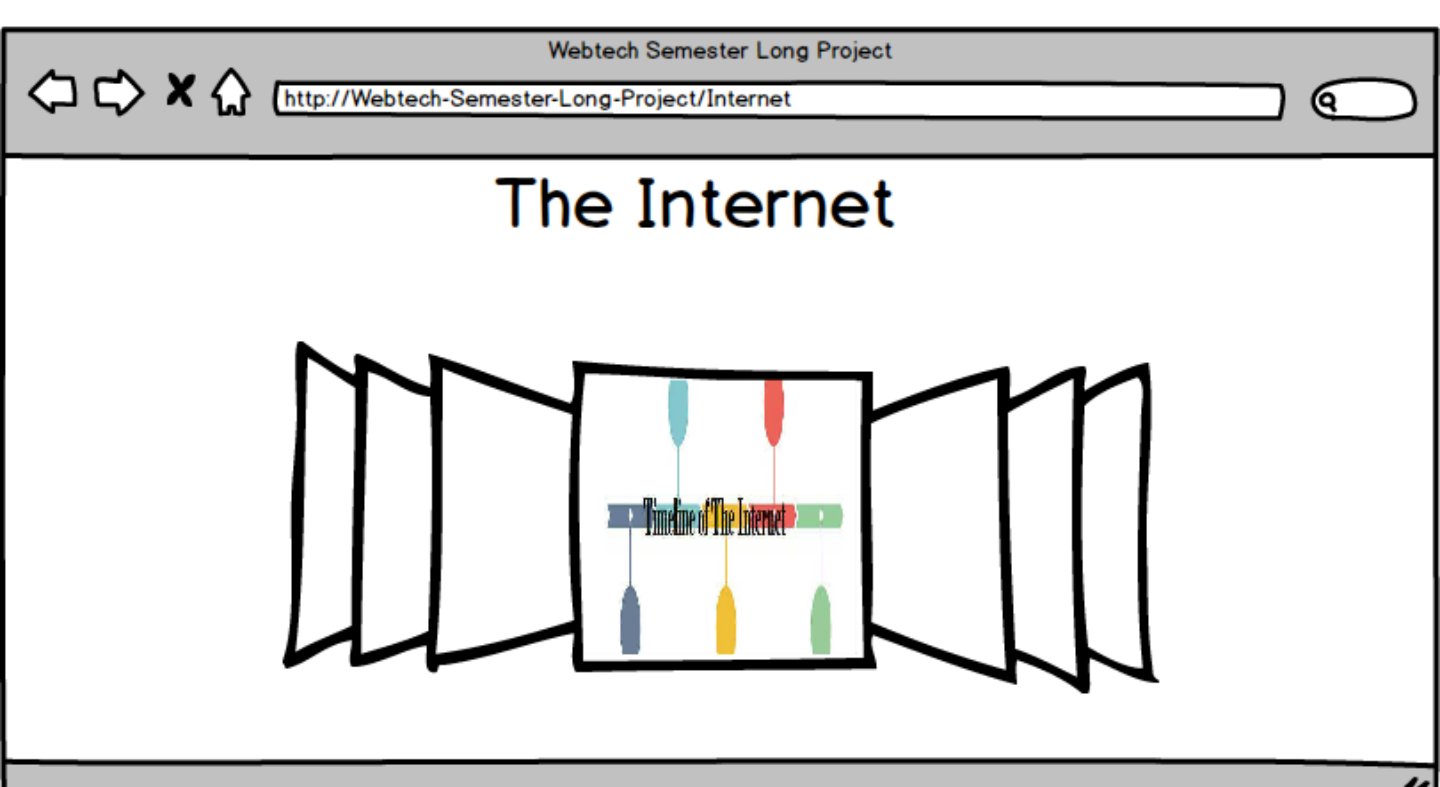 Webtech Semester Long Project
http://Webtech-Semester-Long-Project/Internet
The Internet
Timeline of The Internet